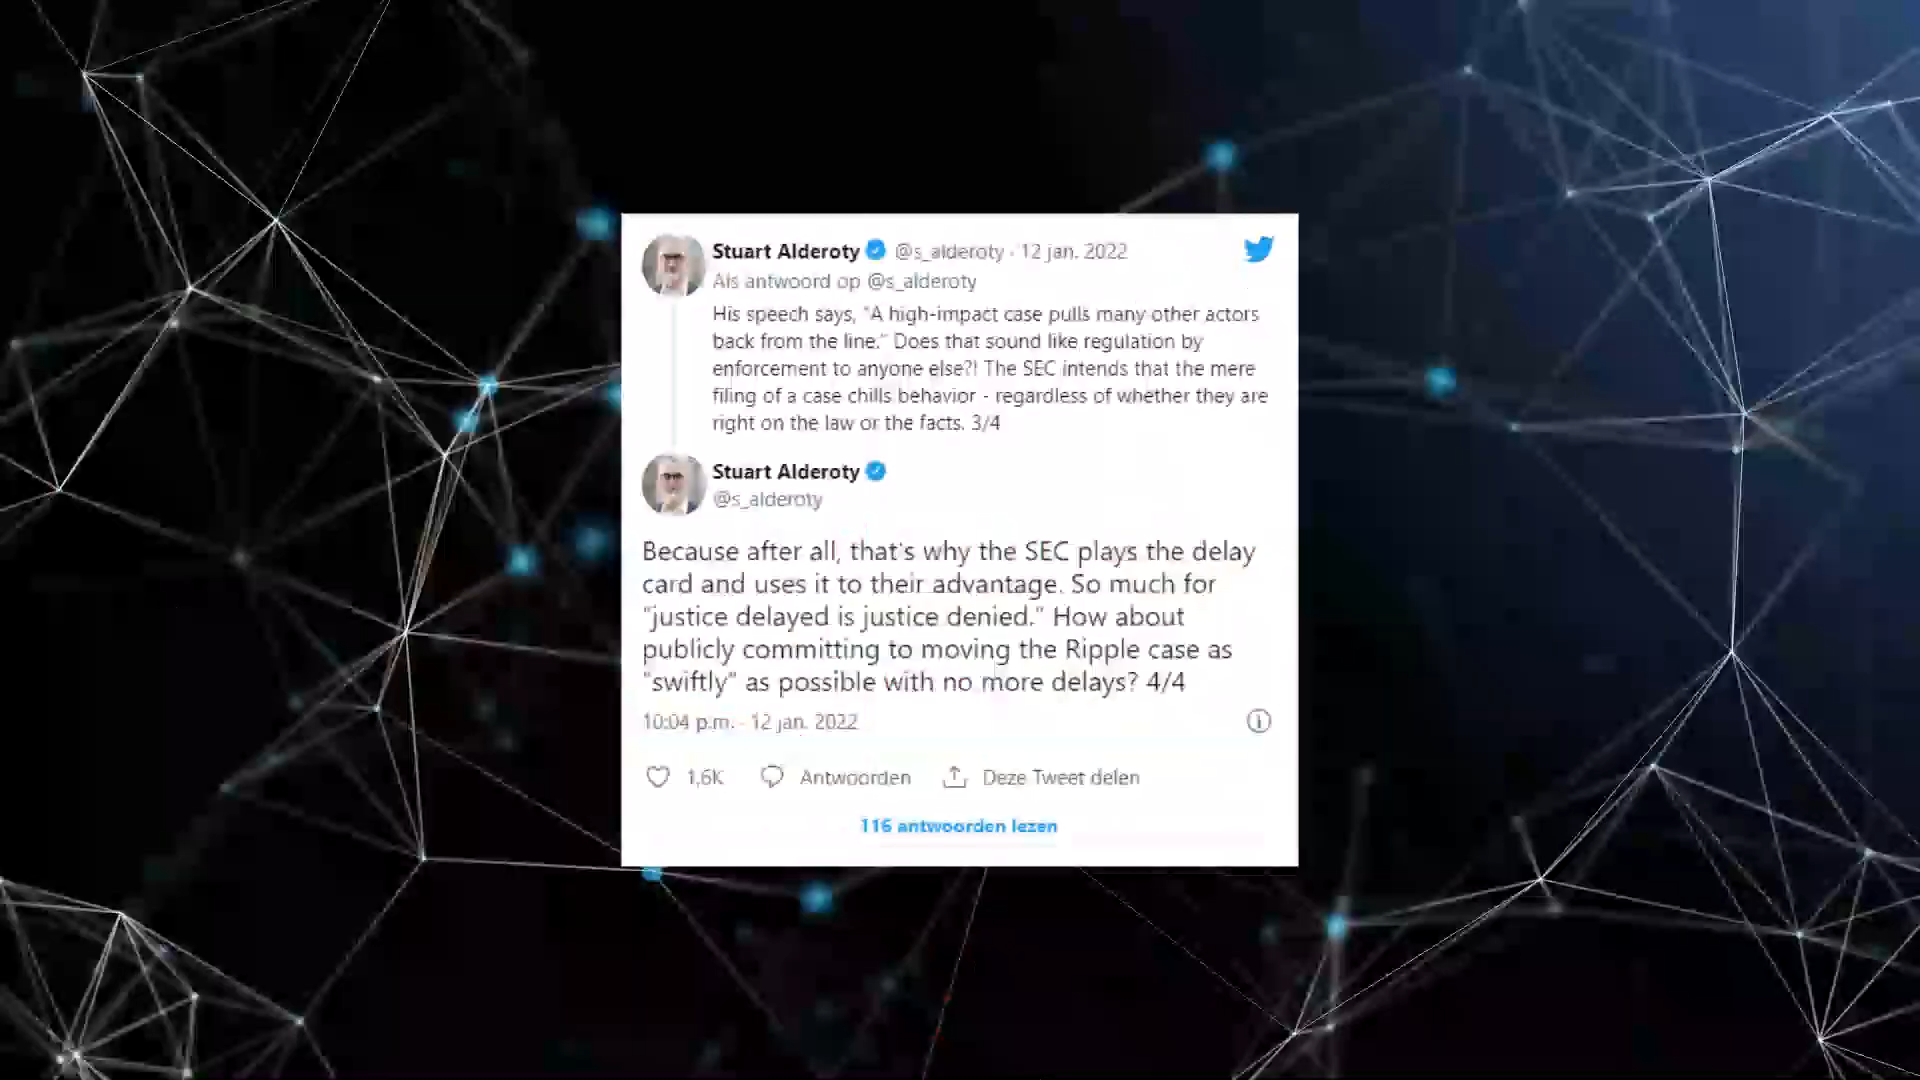 Stuart Alderoty @s_alderoty · 12 jan. 2022
Als antwoord op @s_alderoty
His speech says, "A high-impact case pulls many other actors
back from the line." Does that sound like regulation by
enforcement to anyone else?! The SEC intends that the mere
filing of a case chills behavior - regardless of whether they are
right on the law or the facts. 3/4
Stuart Alderoty
@s_alderoty
Because after all, that's why the SEC plays the delay
card and uses it to their advantage. So much for
"justice delayed is justice denied." How about
publicly committing to moving the Ripple case as
"swiftly" as possible with no more delays? 4/4
10:04 p.m. · 12 jan. 2022
1,6K Antwoorden Deze Tweet delen
116 antwoorden lezen